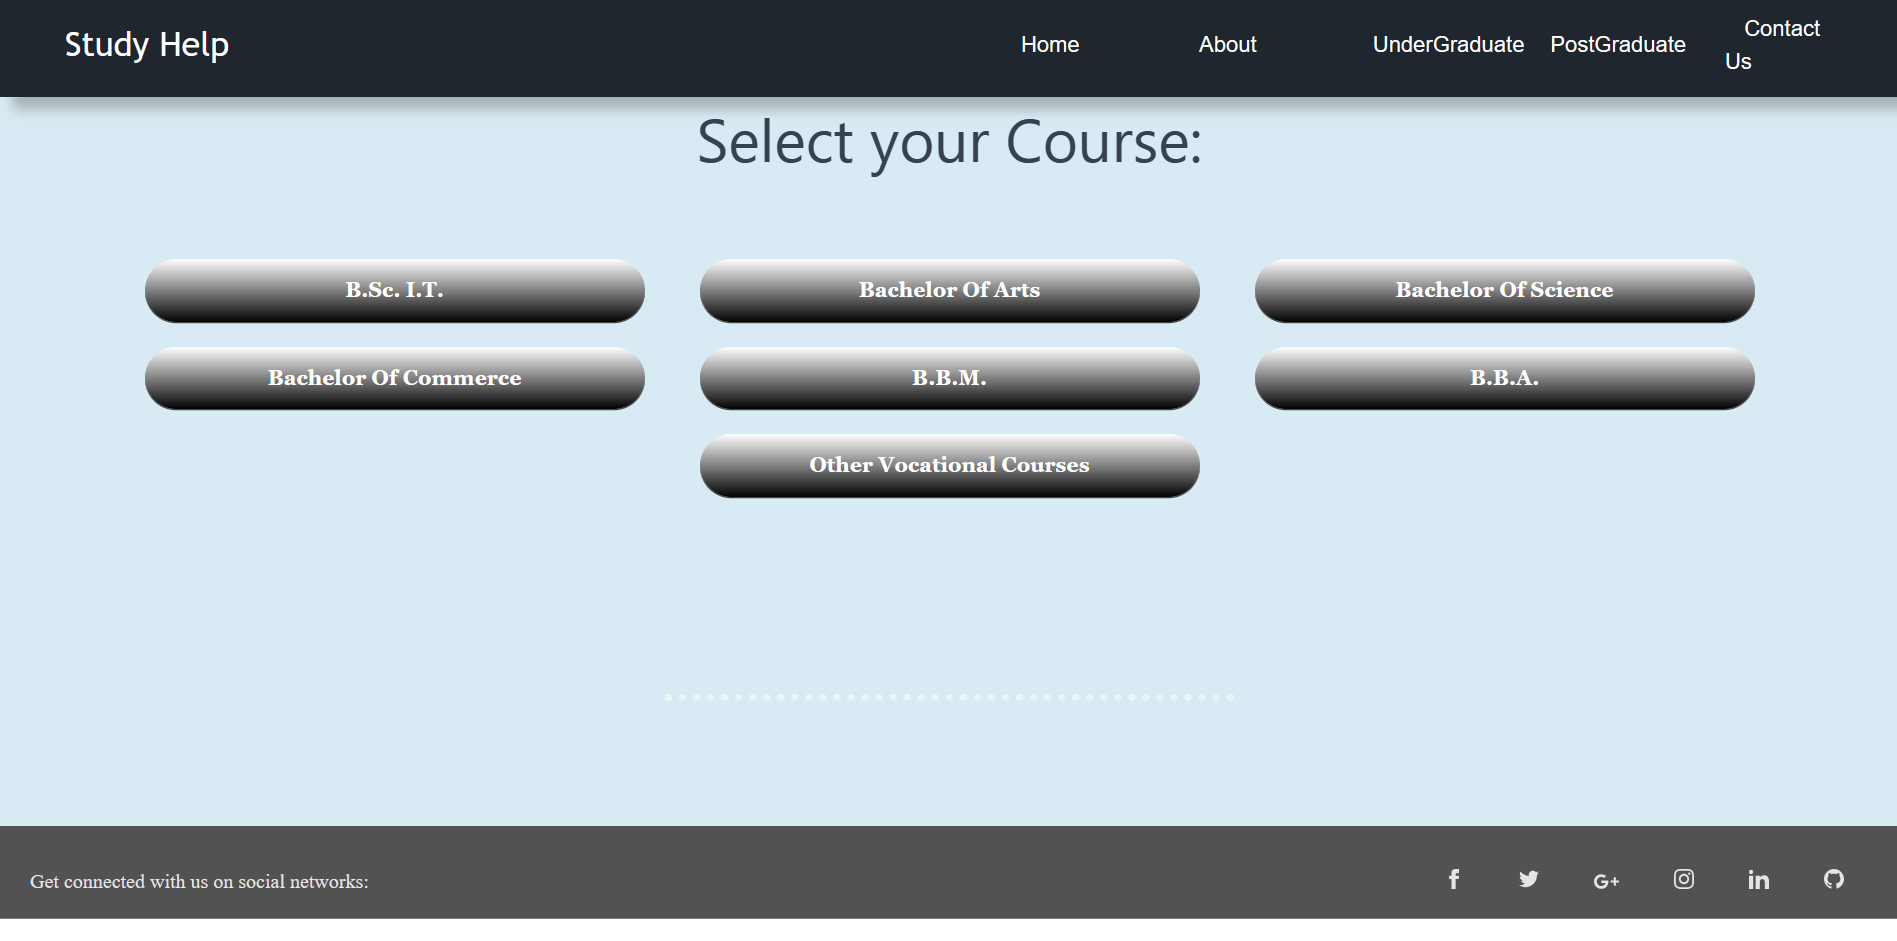 Study Help
Home
About
UnderGraduate
PostGraduate
Contact
Us
Select your Course:
B.Sc. I.T.
Bachelor Of Arts
Bachelor Of Science
Bachelor Of Commerce
B.B.M.
B.B.A.
Other Vocational Courses
Get connected with us on social networks: